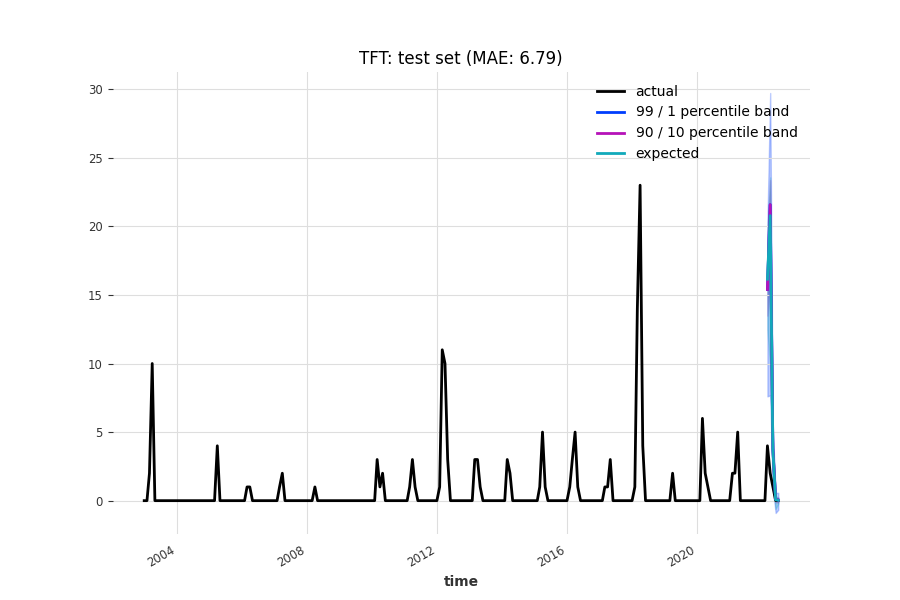 TFT: test set (MAE: 6.79)
actual
99 / 1 percentile band
90 / 10 percentile band
expected
30
25
20
15
10
5
0
2004
2008
2012
2016
2020
time